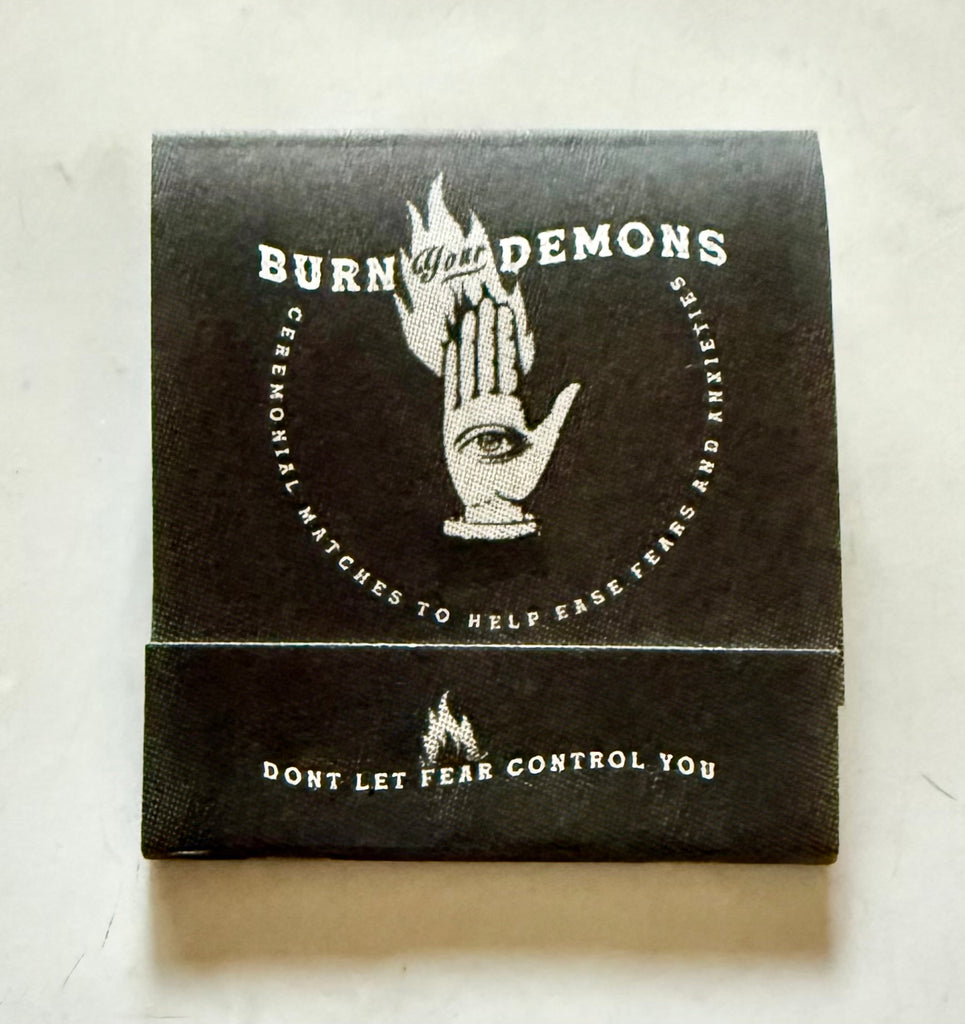 BURN Your DEMONS
CEREMONIAL MATCHES TO HELP EASE FEARS AND ANXIETIES
DONT LET FEAR CONTROL YOU